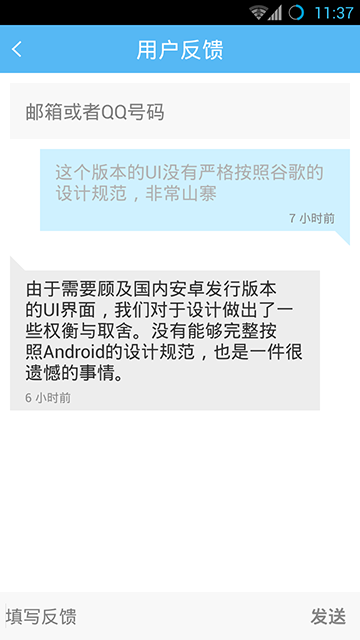 11:37
用户反馈
邮箱或者QQ号码
这个版本的UI没有严格按照谷歌的
设计规范，非常山寨
7 小时前
由于需要顾及国内安卓发行版本
的UI界面，我们对于设计做出了一
些权衡与取舍。没有能够完整按
照Android的设计规范，也是一件很
遗憾的事情。
6 小时前
填写反馈
发送